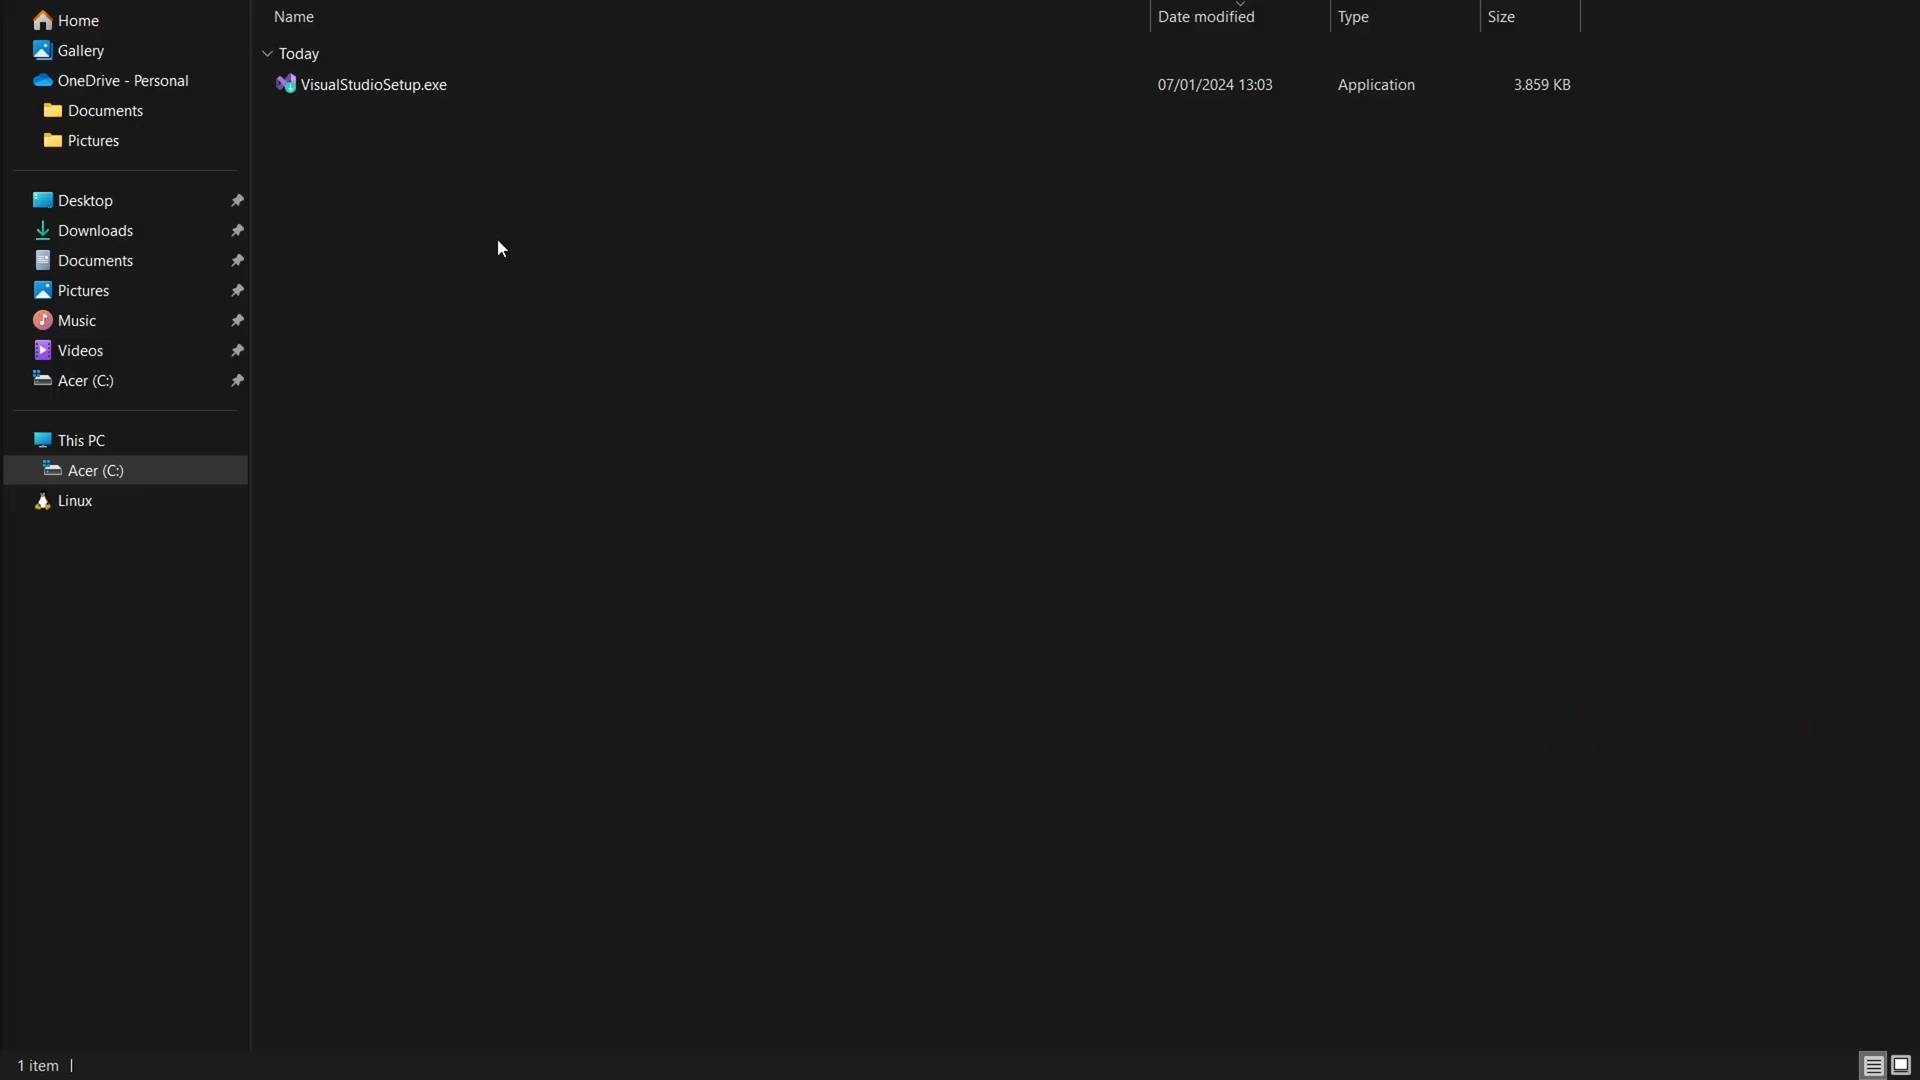 Home
Gallery
OneDrive - Personal
Documents
Pictures
Desktop
Downloads
Documents
Pictures
Music
Videos
Acer (C:)
This PC
Acer (C:)
Linux
Name Date modified Type Size
Today
VisualStudioSetup.exe 07/01/2024 13:03 Application 3.859 KB
1 item